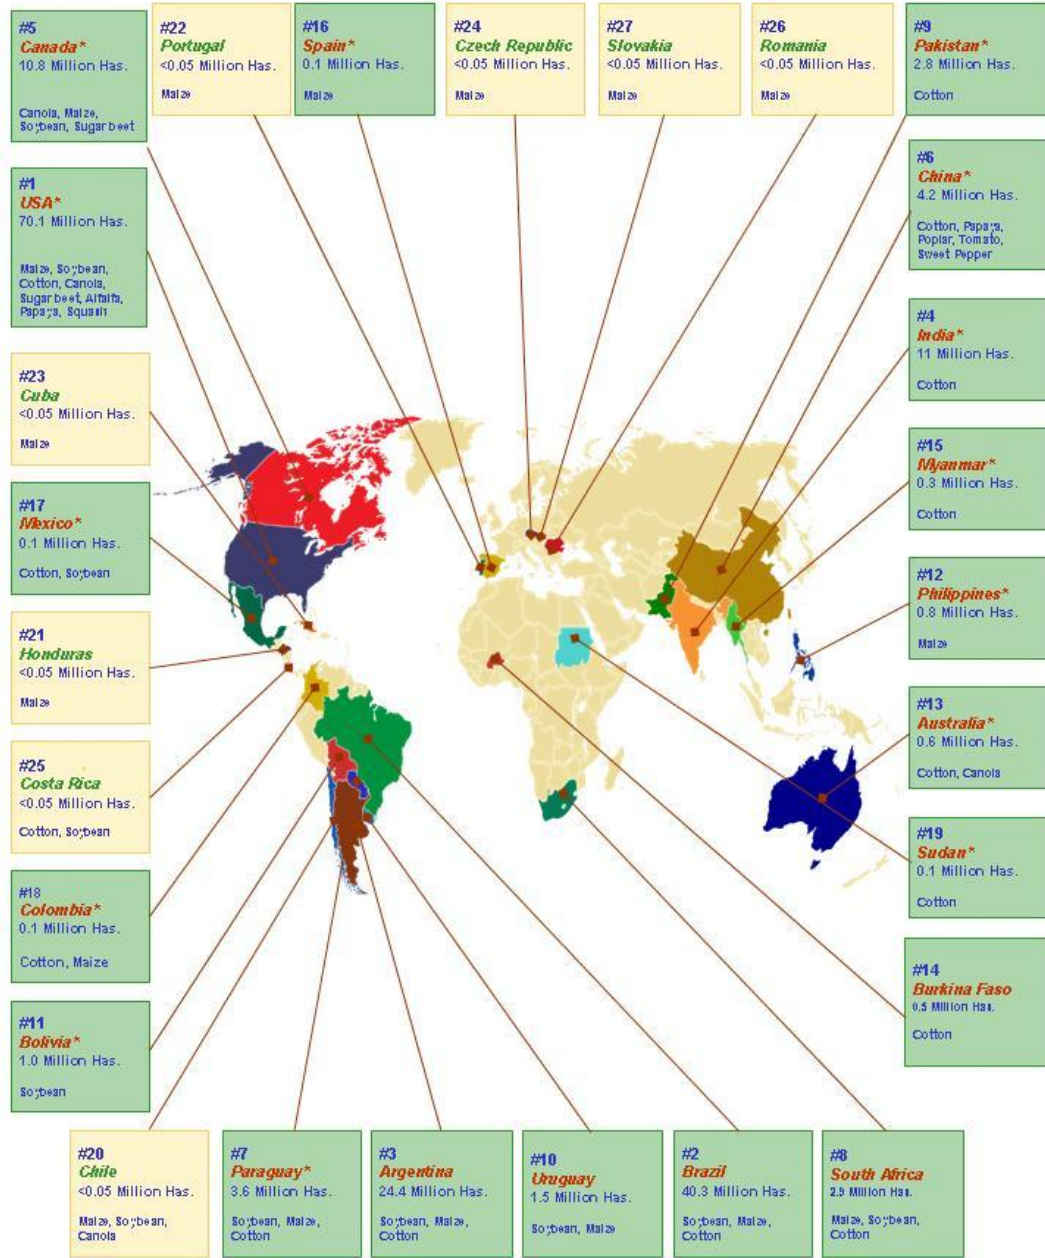 #5
Canada*
10.8 Million Has.
Canola, Maize,
Soybean, Sugarbeet
#22
Portugal
<0.05 Million Has.
Maize
#16
Spain*
0.1 Million Has.
Maize
#24
Czech Republic
<0.05 Million Has.
Maize
#27
Slovakia
<0.05 Million Has.
Maize
#26
Romania
<0.05 Million Has.
Maize
#9
Pakistan*
2.8 Million Has.
Cotton
#1
USA*
70.1 Million Has.
Maize, Soybean,
Cotton, Canola,
Sugarbeet, Alfalfa,
Papaya, Squash
#6
China*
4.2 Million Has.
Cotton, Papaya,
Poplar, Tomato,
Sweet Pepper
#4
India*
11 Million Has.
Cotton
#23
Cuba
<0.05 Million Has.
Maize
#15
Myanmar*
0.3 Million Has.
Cotton
#17
Mexico*
0.1 Million Has.
Cotton, Soybean
#12
Philippines*
0.8 Million Has.
Maize
#21
Honduras
<0.05 Million Has.
Maize
#13
Australia*
0.6 Million Has.
Cotton, Canola
#25
Costa Rica
<0.05 Million Has.
Cotton, Soybean
#19
Sudan*
0.1 Million Has.
Cotton
#18
Colombia*
0.1 Million Has.
Cotton, Maize
#14
Burkina Faso
0.5 Million Has.
Cotton
#11
Bolivia*
1.0 Million Has.
Soybean
#20
Chile
<0.05 Million Has.
Maize, Soybean,
Canola
#7
Paraguay*
3.6 Million Has.
Soybean, Maize,
Cotton
#3
Argentina
24.4 Million Has.
Soybean, Maize,
Cotton
#10
Uruguay
1.5 Million Has.
Soybean, Maize
#2
Brazil
40.3 Million Has.
Soybean, Maize,
Cotton
#8
South Africa
2.9 Million Has.
Maize, Soybean,
Cotton